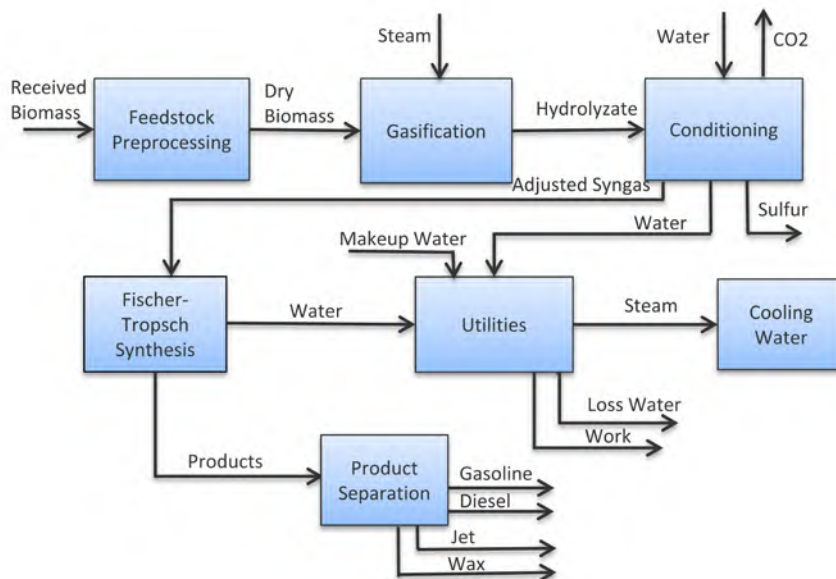 Steam
Water
CO2
Received
Biomass
Feedstock
Preprocessing
Dry
Biomass
Gasification
Hydrolyzate
Conditioning
Adjusted Syngas
Water
Sulfur
Makeup Water
Fischer-
Tropsch
Synthesis
Water
Utilities
Steam
Cooling
Water
Loss Water
Work
Products
Product
Separation
Gasoline
Diesel
Jet
Wax